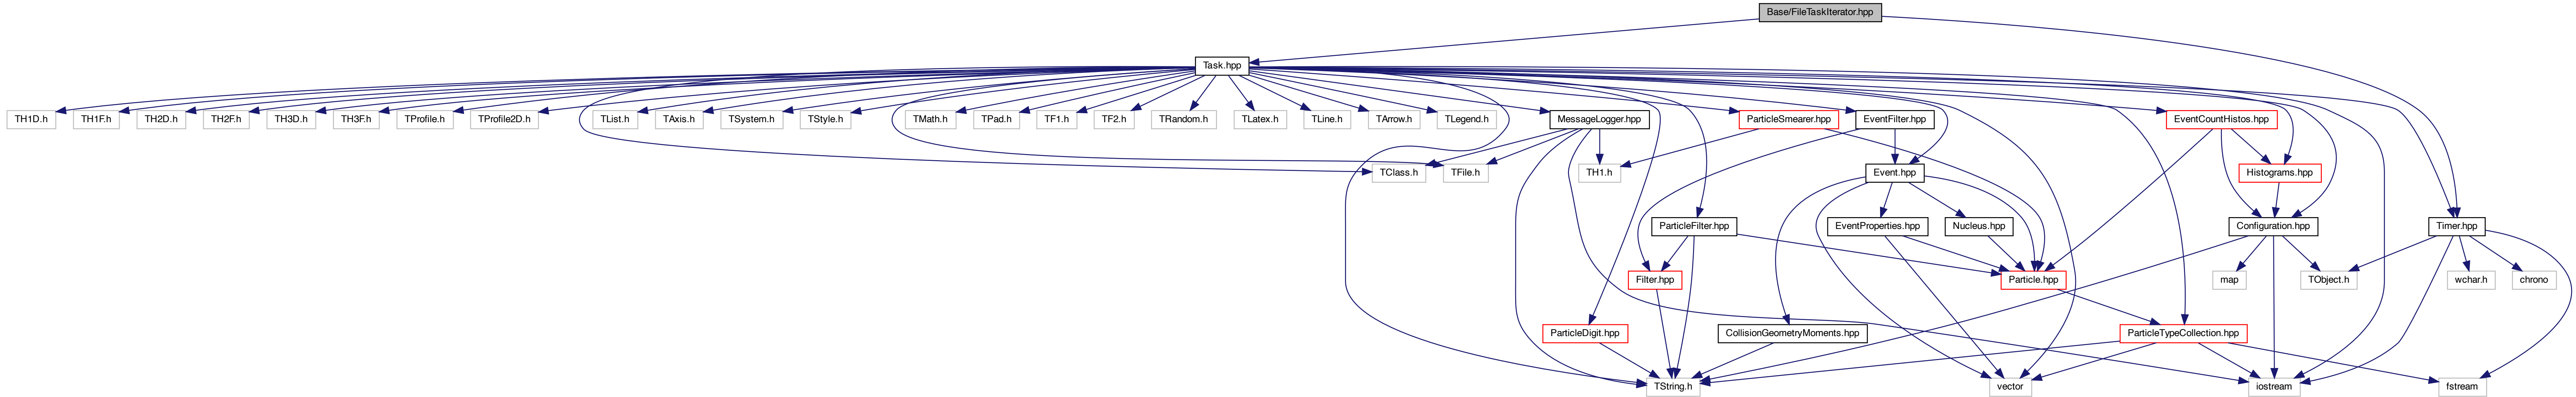 Base/FileTaskIterator.hpp
Task.hpp
TH1D.h
TH1F.h
TH2D.h
TH2F.h
TH3D.h
TH3F.h
TProfile.h
TProfile2D.h
TList.h
TAxis.h
TSystem.h
TStyle.h
TMath.h
TPad.h
TF1.h
TF2.h
TRandom.h
TLatex.h
TLine.h
TArrow.h
TLegend.h
MessageLogger.hpp
ParticleSmearer.hpp
EventFilter.hpp
EventCountHistos.hpp
TClass.h
TFile.h
TH1.h
Event.hpp
Histograms.hpp
ParticleFilter.hpp
EventProperties.hpp
Nucleus.hpp
Configuration.hpp
Timer.hpp
Filter.hpp
Particle.hpp
map
TObject.h
wchar.h
chrono
ParticleDigit.hpp
CollisionGeometryMoments.hpp
ParticleTypeCollection.hpp
TString.h
vector
iostream
fstream